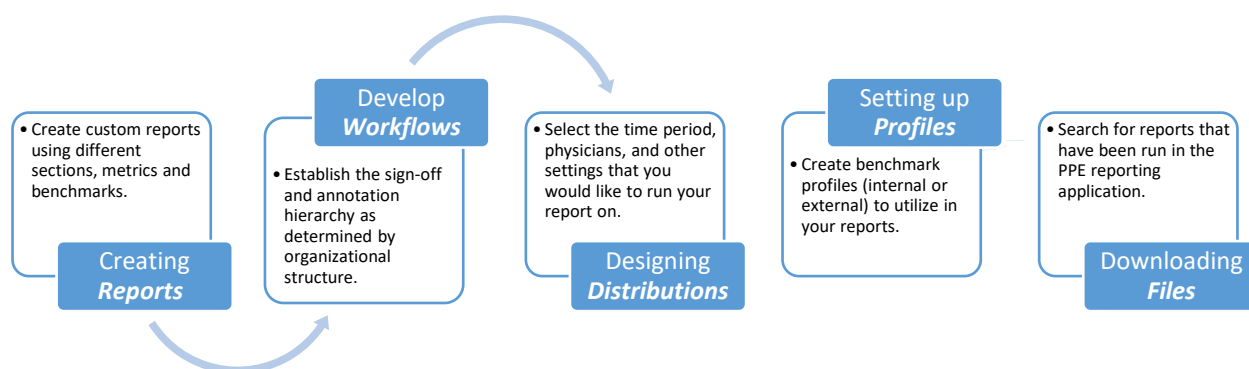 • Create custom reports
using different
sections, metrics and
benchmarks.
Creating
Reports
Develop
Workflows
• Establish the sign-off
and annotation
hierarchy as
determined by
organizational
structure.
• Select the time period,
physicians, and other
settings that you
would like to run your
report on.
Designing
Distributions
Setting up
Profiles
• Create benchmark
profiles (internal or
external) to utilize in
your reports.
• Search for reports that
have been run in the
PPE reporting
application.
Downloading
Files